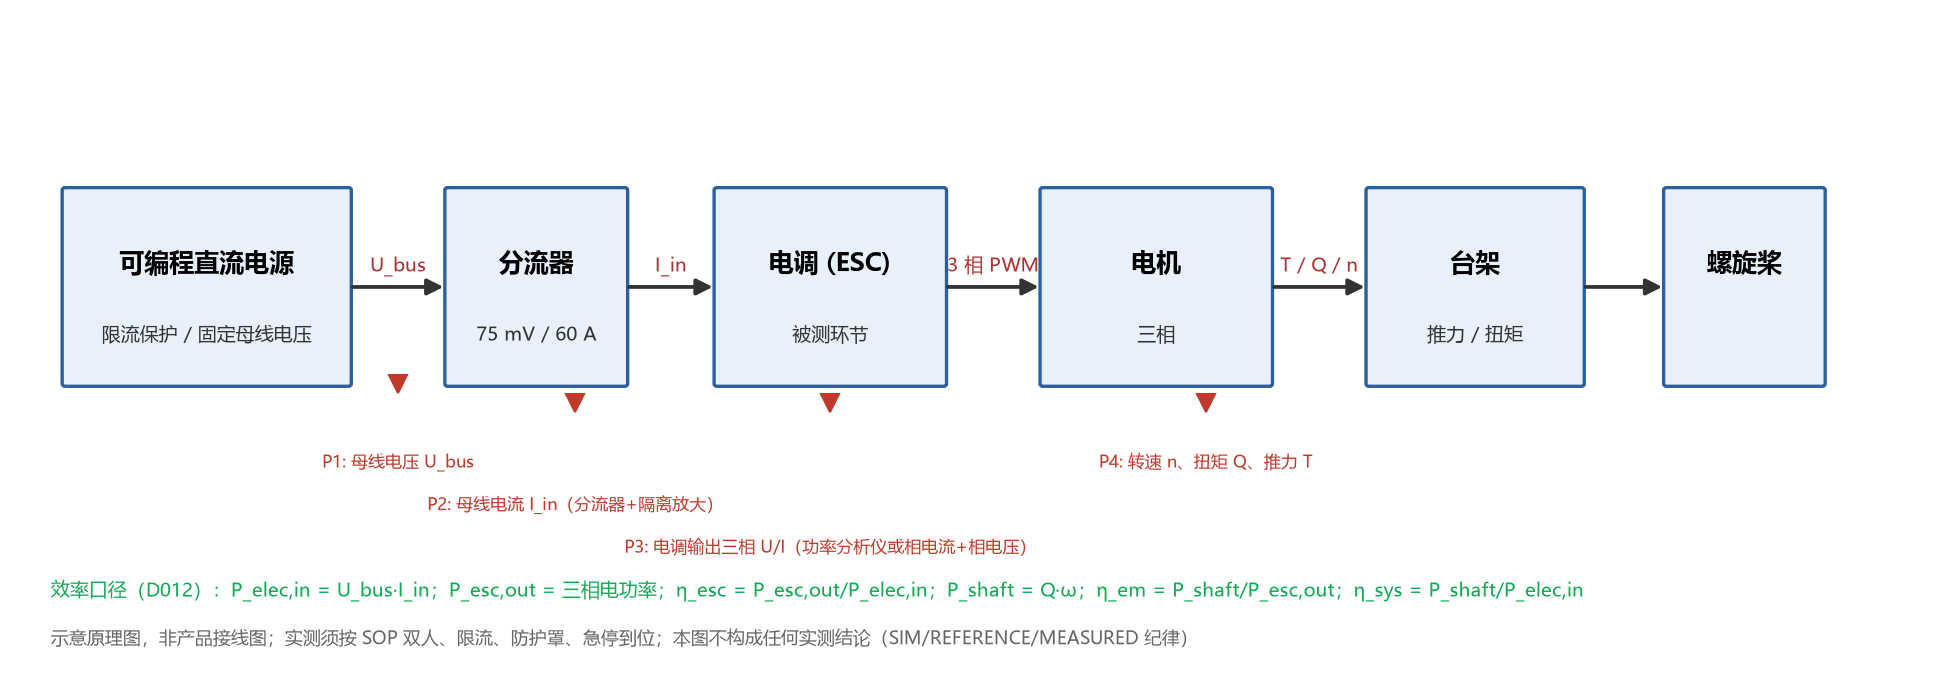 可编程直流电源
限流保护 / 固定母线电压
U_bus
分流器
75 mV / 60 A
I_in
电调 (ESC)
被测环节
3 相 PWM
电机
三相
T / Q / n
台架
推力 / 扭矩
螺旋桨
P1: 母线电压 U_bus
P4: 转速 n、扭矩 Q、推力 T
P2: 母线电流 I_in（分流器+隔离放大）
P3: 电调输出三相 U/I（功率分析仪或相电流+相电压）
效率口径（D012）: P_elec,in = U_bus·I_in；P_esc,out = 三相电功率；η_esc = P_esc,out/P_elec,in；P_shaft = Q·ω；η_em = P_shaft/P_esc,out；η_sys = P_shaft/P_elec,in
示意原理图，非产品接线图；实测须按 SOP 双人、限流、防护罩、急停到位；本图不构成任何实测结论（SIM/REFERENCE/MEASURED 纪律）